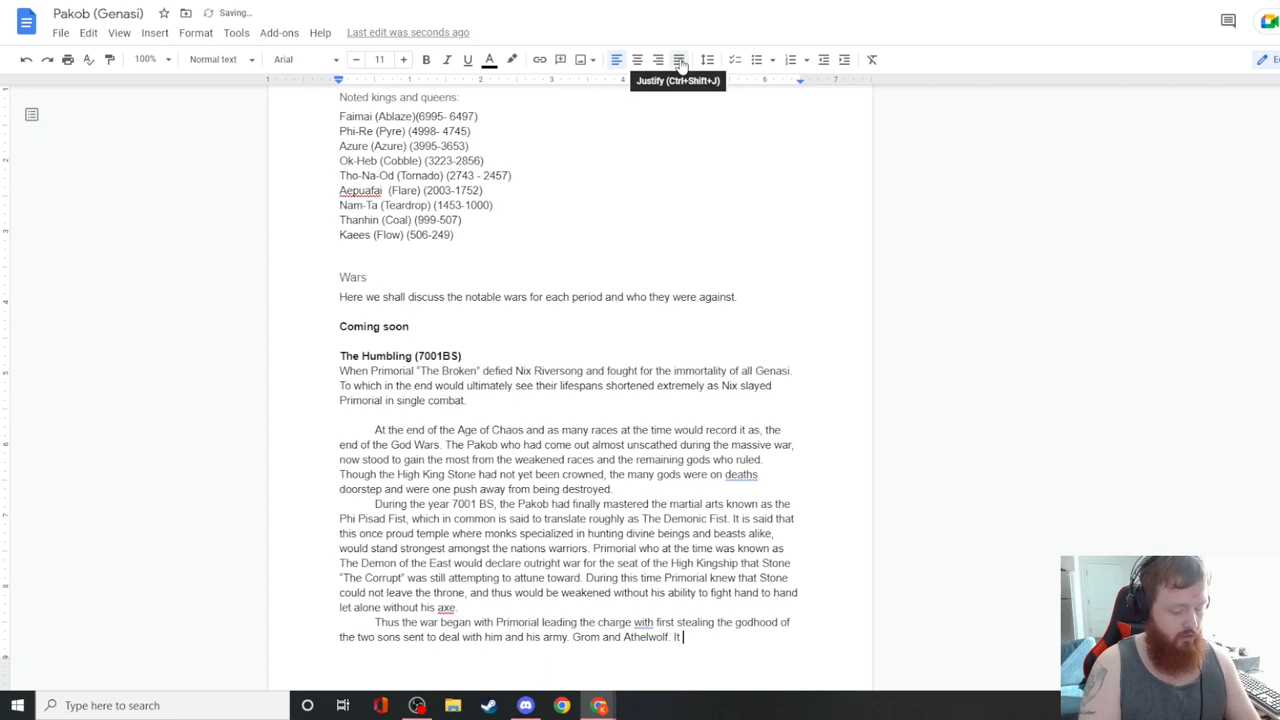 Pakob (Genasi) Saving...
File Edit View Insert Format Tools Add-ons Help Last edit was seconds ago
100% Normal text Arial 11 B I U A
Justify (Ctrl+Shift+J)
1 1 2 3 4 5 6 7
Noted kings and queens:
Faimai (Ablaze)(6995- 6497)
Phi-Re (Pyre) (4998- 4745)
Azure (Azure) (3995-3653)
Ok-Heb (Cobble) (3223-2856)
Tho-Na-Od (Tornado) (2743 - 2457)
Aepuafai (Flare) (2003-1752)
Nam-Ta (Teardrop) (1453-1000)
Thanhin (Coal) (999-507)
Kaees (Flow) (506-249)
Wars
Here we shall discuss the notable wars for each period and who they were against.
Coming soon
The Humbling (7001BS)
When Primorial "The Broken" defied Nix Riversong and fought for the immortality of all Genasi.
To which in the end would ultimately see their lifespans shortened extremely as Nix slayed
Primorial in single combat.
At the end of the Age of Chaos and as many races at the time would record it as, the
end of the God Wars. The Pakob who had come out almost unscathed during the massive war,
now stood to gain the most from the weakened races and the remaining gods who ruled.
Though the High King Stone had not yet been crowned, the many gods were on deaths
doorstep and were one push away from being destroyed.
During the year 7001 BS, the Pakob had finally mastered the martial arts known as the
Phi Pisad Fist, which in common is said to translate roughly as The Demonic Fist. It is said that
this once proud temple where monks specialized in hunting divine beings and beasts alike,
would stand strongest amongst the nations warriors. Primorial who at the time was known as
The Demon of the East would declare outright war for the seat of the High Kingship that Stone
"The Corrupt" was still attempting to attune toward. During this time Primorial knew that Stone
could not leave the throne, and thus would be weakened without his ability to fight hand to hand
let alone without his axe.
Thus the war began with Primorial leading the charge with first stealing the godhood of
the two sons sent to deal with him and his army. Grom and Athelwolf. It
Type here to search